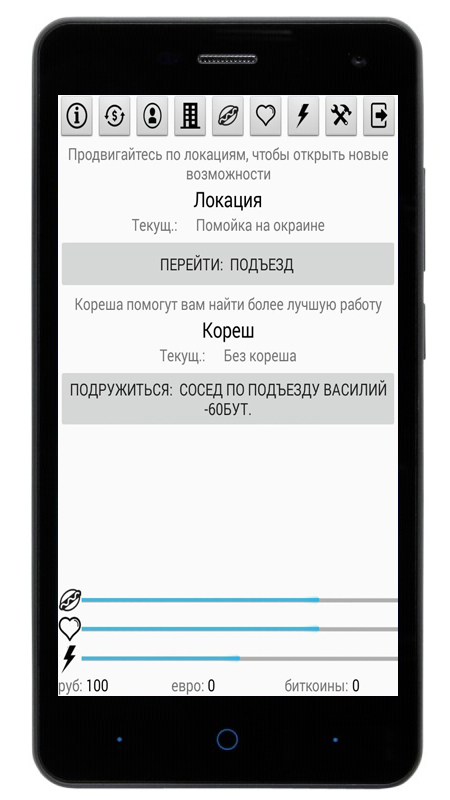 Продвигайтесь по локациям, чтобы открыть новые
возможности
Локация
Текущ.: Помойка на окраине
ПЕРЕЙТИ: ПОДЪЕЗД
Кореша помогут вам найти более лучшую работу
Кореш
Текущ.: Без кореша
ПОДРУЖИТЬСЯ: СОСЕД ПО ПОДЪЕЗДУ ВАСИЛИЙ
-60БУТ.
руб: 100 евро: 0 биткоины: 0